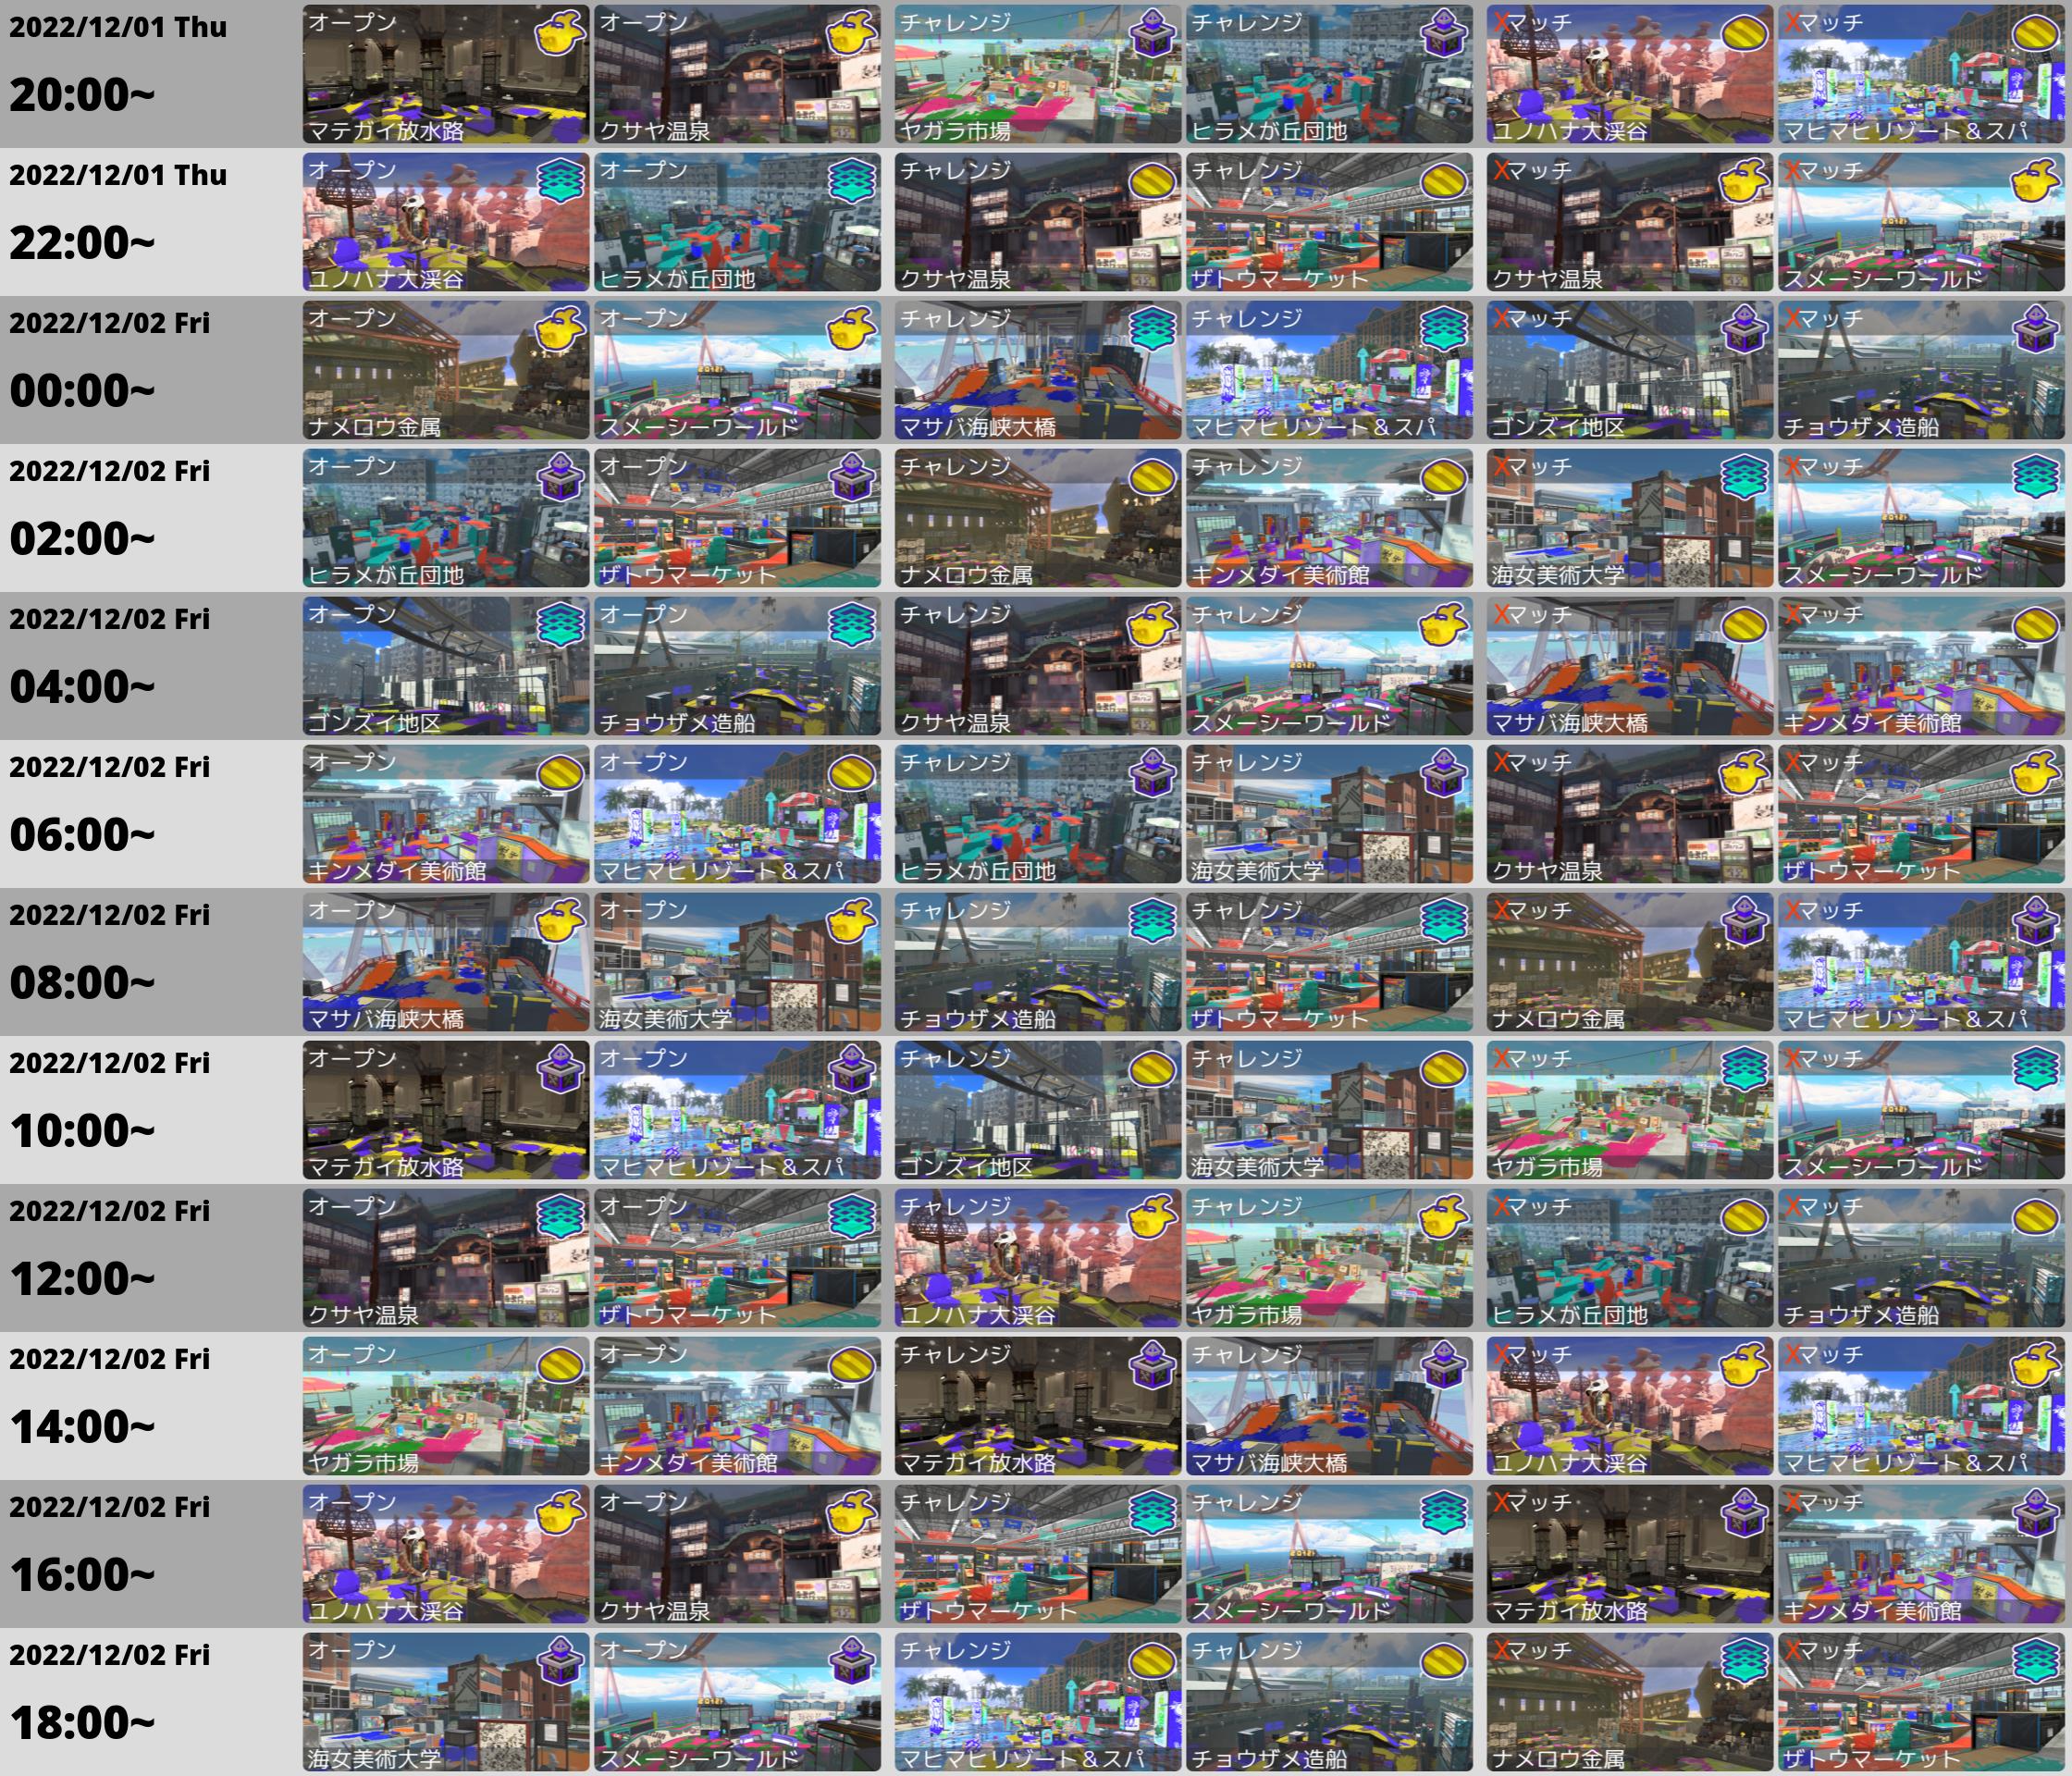 2022/12/01 Thu
20:00~
オープン オープン チャレンジ チャレンジ Xマッチ Xマッチ
マテガイ放水路 クサヤ温泉 ヤガラ市場 ヒラメが丘団地 ユノハナ大渓谷 マヒマヒリゾート＆スパ
2022/12/01 Thu
22:00~
オープン オープン チャレンジ チャレンジ Xマッチ Xマッチ
ユノハナ大渓谷 ヒラメが丘団地 クサヤ温泉 ザトウマーケット クサヤ温泉 スメーシーワールド
2022/12/02 Fri
00:00~
オープン オープン チャレンジ チャレンジ Xマッチ Xマッチ
ナメロウ金属 スメーシーワールド マサバ海峡大橋 マヒマヒリゾート＆スパ ゴンズイ地区 チョウザメ造船
2022/12/02 Fri
02:00~
オープン オープン チャレンジ チャレンジ Xマッチ Xマッチ
ヒラメが丘団地 ザトウマーケット ナメロウ金属 キンメダイ美術館 海女美術大学 スメーシーワールド
2022/12/02 Fri
04:00~
オープン オープン チャレンジ チャレンジ Xマッチ Xマッチ
ゴンズイ地区 チョウザメ造船 クサヤ温泉 スメーシーワールド マサバ海峡大橋 キンメダイ美術館
2022/12/02 Fri
06:00~
オープン オープン チャレンジ チャレンジ Xマッチ Xマッチ
キンメダイ美術館 マヒマヒリゾート＆スパ ヒラメが丘団地 海女美術大学 クサヤ温泉 ザトウマーケット
2022/12/02 Fri
08:00~
オープン オープン チャレンジ チャレンジ Xマッチ Xマッチ
マサバ海峡大橋 海女美術大学 チョウザメ造船 ザトウマーケット ナメロウ金属 マヒマヒリゾート＆スパ
2022/12/02 Fri
10:00~
オープン オープン チャレンジ チャレンジ Xマッチ Xマッチ
マテガイ放水路 マヒマヒリゾート＆スパ ゴンズイ地区 海女美術大学 ヤガラ市場 スメーシーワールド
2022/12/02 Fri
12:00~
オープン オープン チャレンジ チャレンジ Xマッチ Xマッチ
クサヤ温泉 ザトウマーケット ユノハナ大渓谷 ヤガラ市場 ヒラメが丘団地 チョウザメ造船
2022/12/02 Fri
14:00~
オープン オープン チャレンジ チャレンジ Xマッチ Xマッチ
ヤガラ市場 キンメダイ美術館 マテガイ放水路 マサバ海峡大橋 ユノハナ大渓谷 マヒマヒリゾート＆スパ
2022/12/02 Fri
16:00~
オープン オープン チャレンジ チャレンジ Xマッチ Xマッチ
ユノハナ大渓谷 クサヤ温泉 ザトウマーケット スメーシーワールド マテガイ放水路 キンメダイ美術館
2022/12/02 Fri
18:00~
オープン オープン チャレンジ チャレンジ Xマッチ Xマッチ
海女美術大学 スメーシーワールド マヒマヒリゾート＆スパ チョウザメ造船 ナメロウ金属 ザトウマーケット